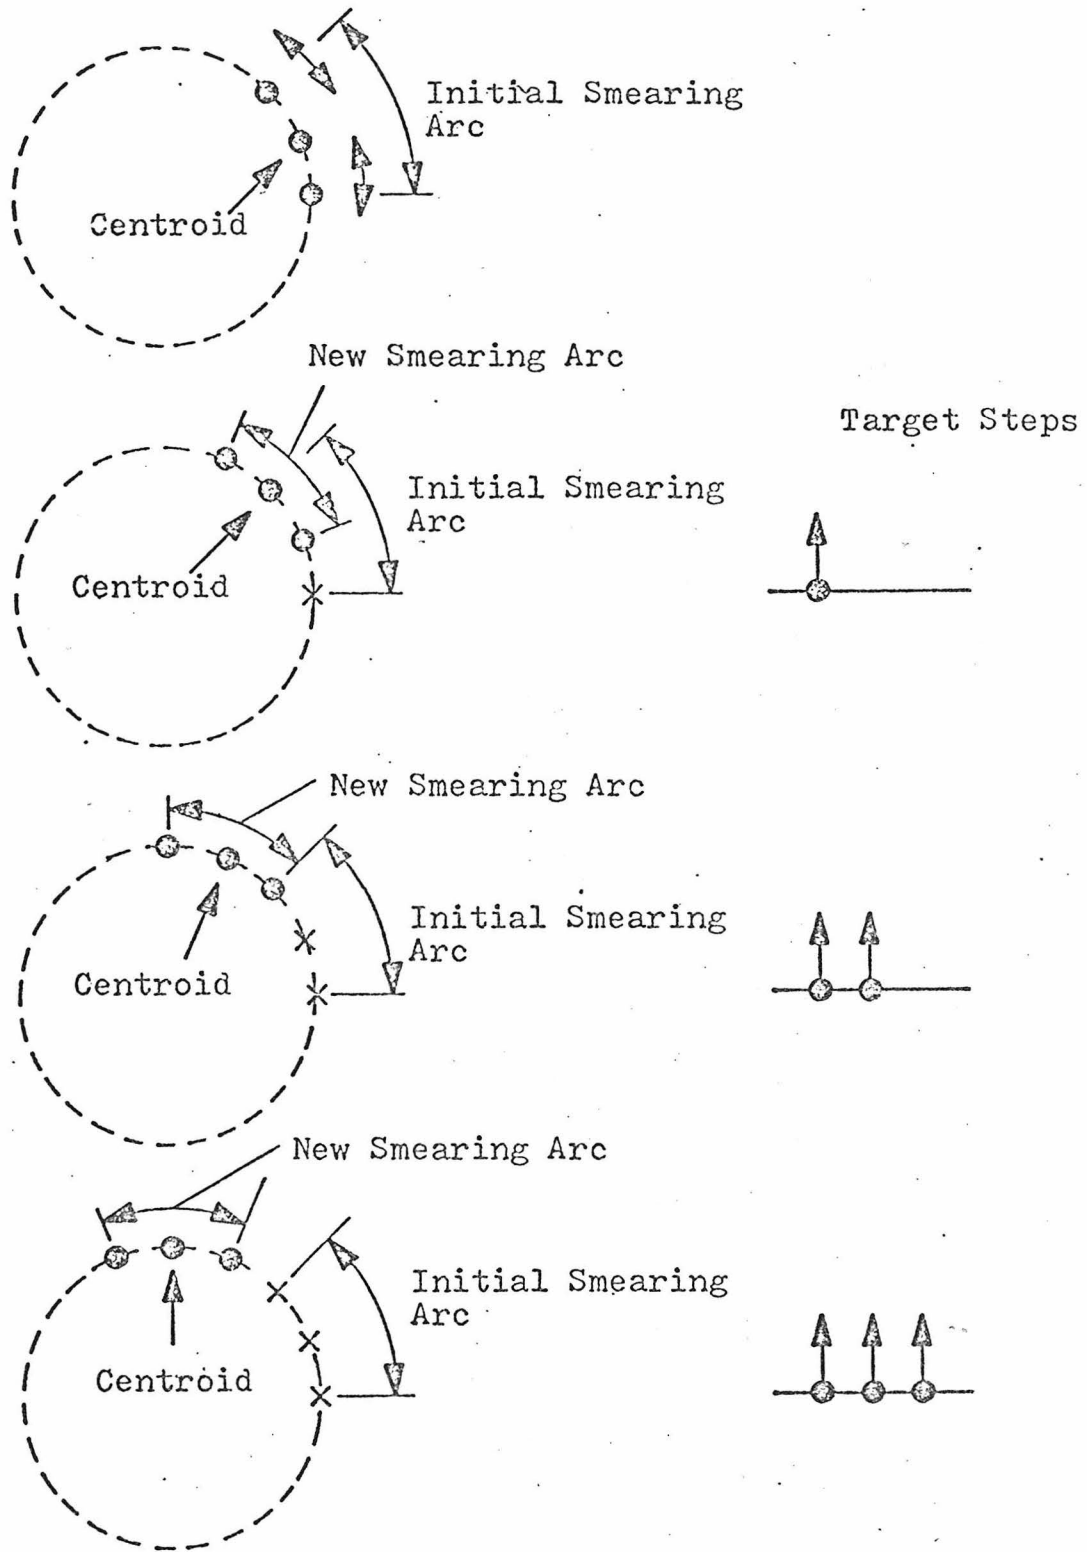 Initial Smearing
Arc
Centroid
New Smearing Arc
Target Steps
Initial Smearing
Arc
Centroid
New Smearing Arc
Initial Smearing
Arc
Centroid
New Smearing Arc
Initial Smearing
Arc
Centroid